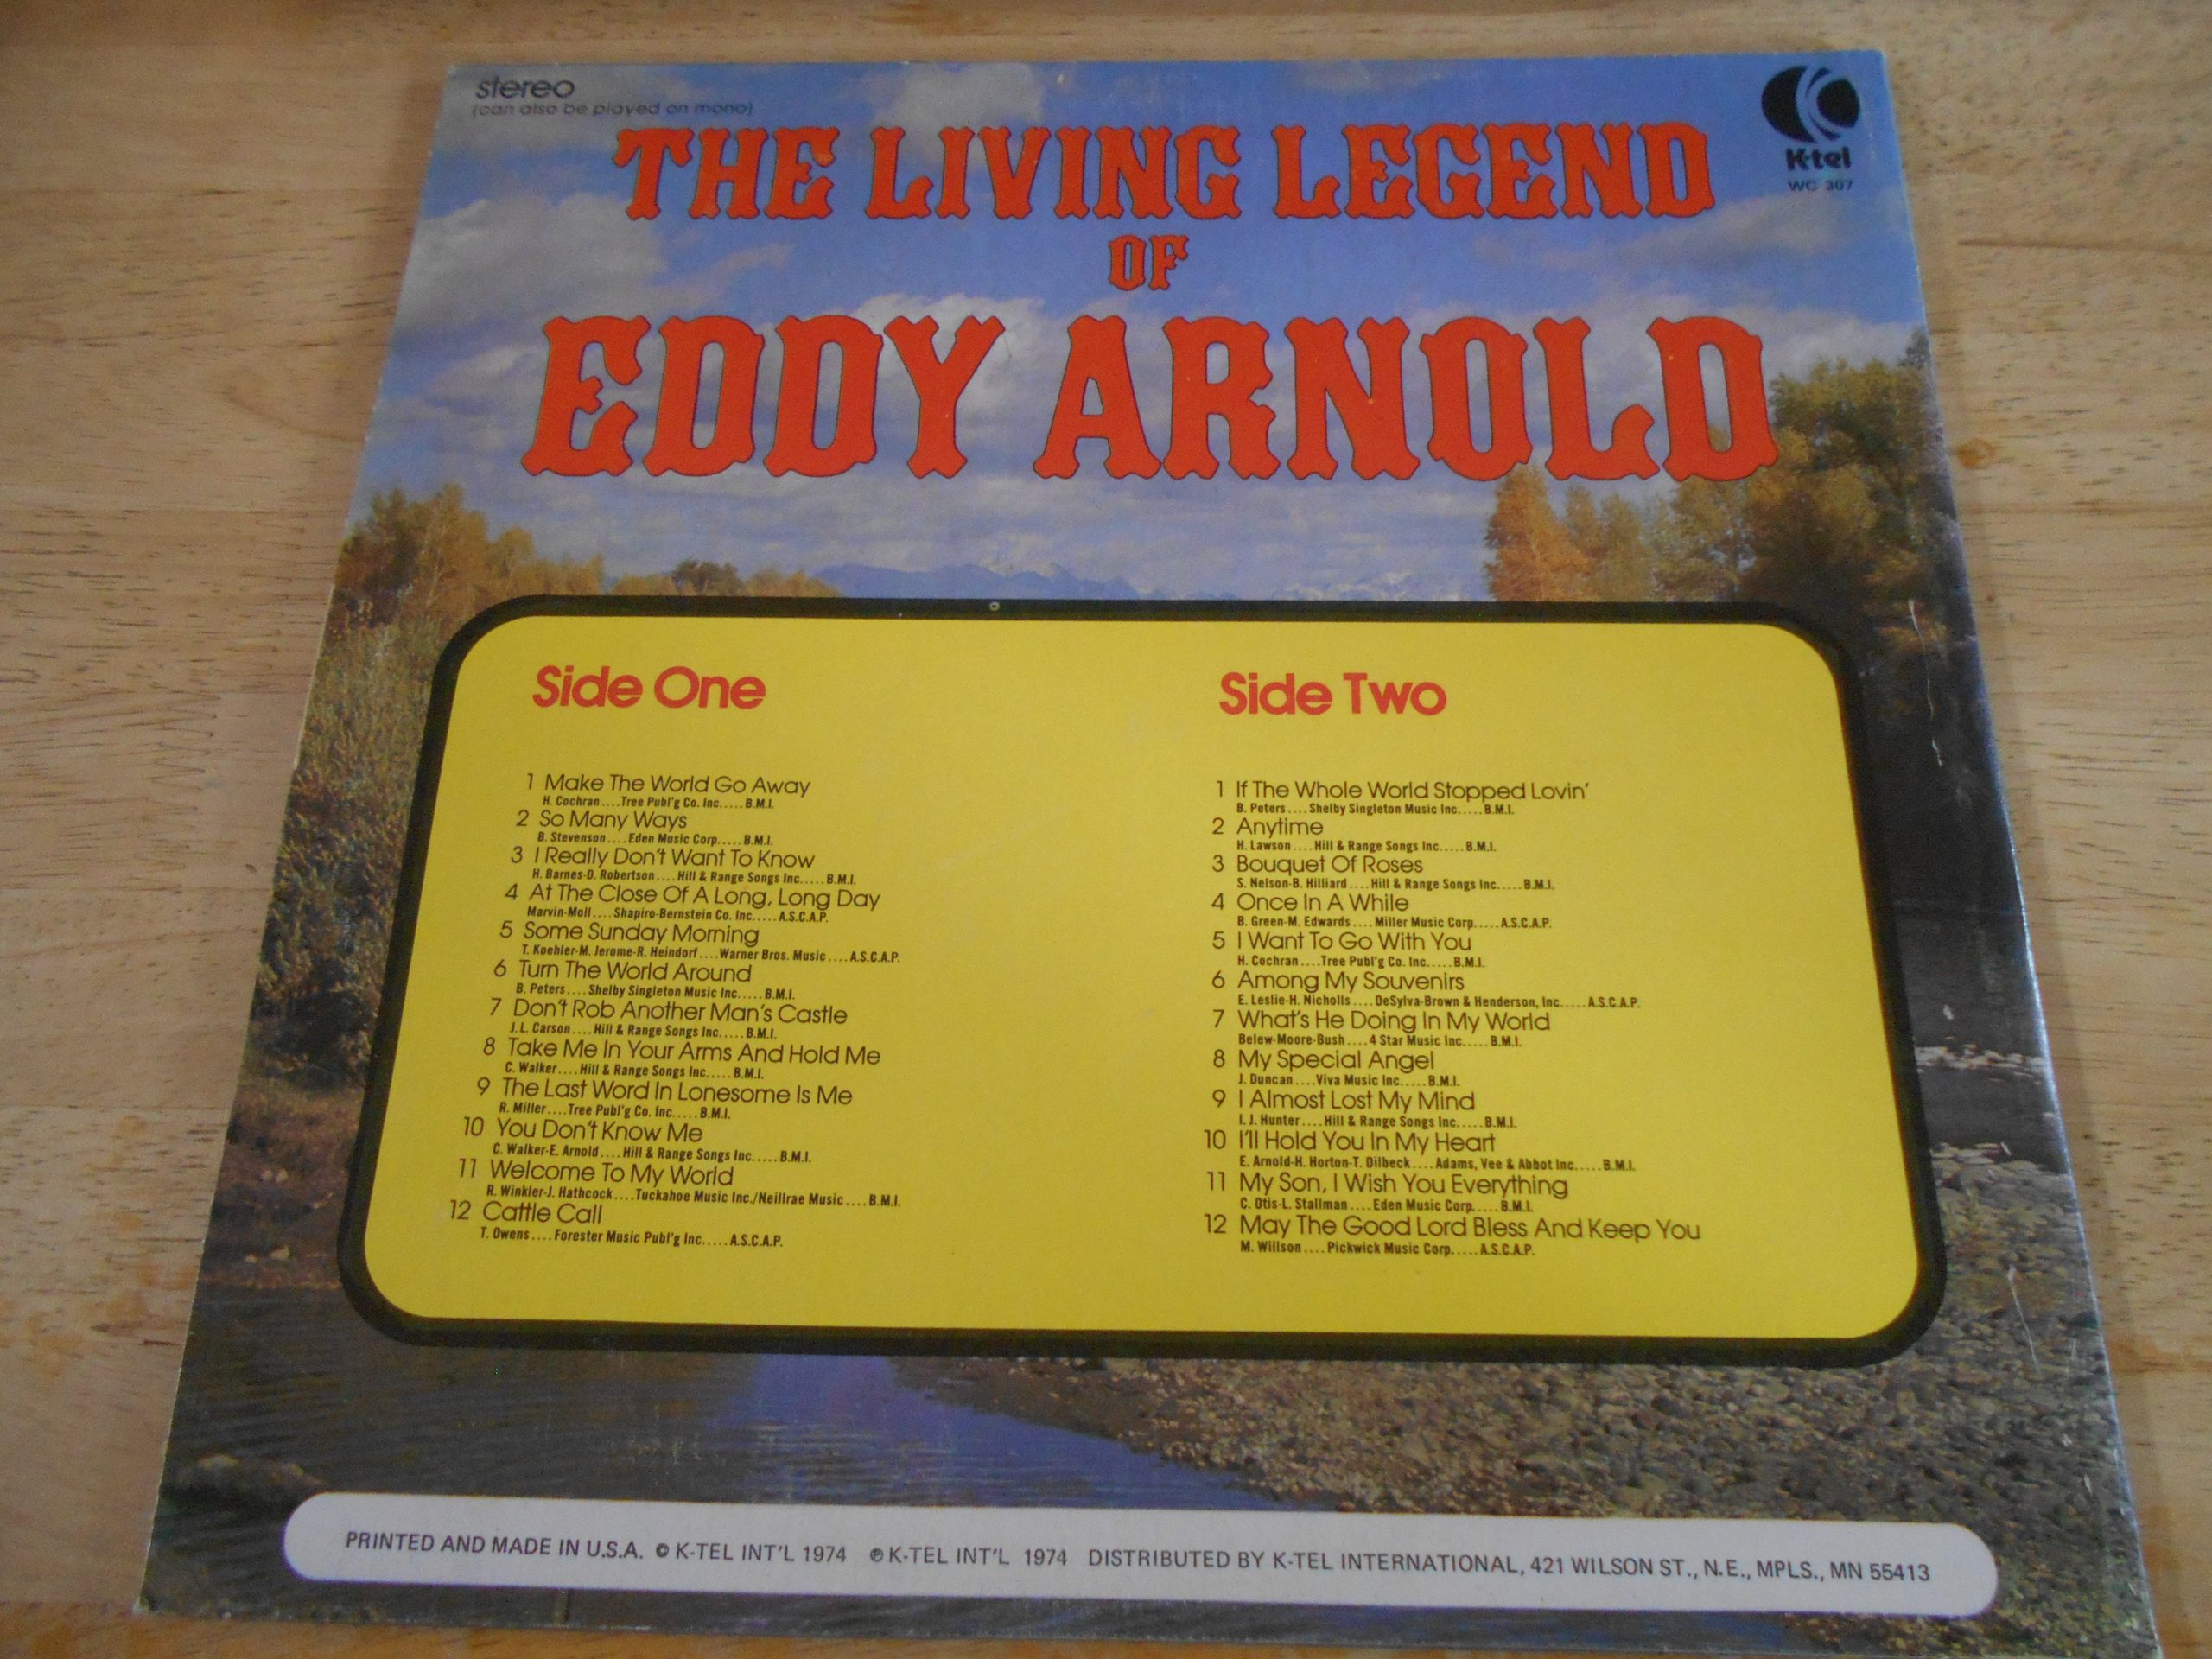 stereo
(can also be played on mono)
K-tel
WC 307
THE LIVING LEGEND
OF
EDDY ARNOLD
Side One
1 Make The World Go Away
H. Cochran....Tree Publ'g Co. Inc.....B.M.I.
2 So Many Ways
B. Stevenson....Eden Music Corp.....B.M.I.
3 I Really Don't Want To Know
H. Barnes-D. Robertson....Hill & Range Songs Inc.....B.M.I.
4 At The Close Of A Long, Long Day
Marvin-Moll....Shapiro-Bernstein Co. Inc.....A.S.C.A.P.
5 Some Sunday Morning
T. Koehler-M. Jerome-R. Heindorf....Warner Bros. Music....A.S.C.A.P.
6 Turn The World Around
B. Peters....Shelby Singleton Music Inc.....B.M.I.
7 Don't Rob Another Man's Castle
J.L. Carson....Hill & Range Songs Inc.....B.M.I.
8 Take Me In Your Arms And Hold Me
C. Walker....Hill & Range Songs Inc.....B.M.I.
9 The Last Word In Lonesome Is Me
R. Miller....Tree Publ'g Co. Inc.....B.M.I.
10 You Don't Know Me
C. Walker-E. Arnold....Hill & Range Songs Inc.....B.M.I.
11 Welcome To My World
R. Winkler-J. Hathcock....Tuckahoe Music Inc./Neillrae Music....B.M.I.
12 Cattle Call
T. Owens....Forester Music Publ'g Inc.....A.S.C.A.P.
Side Two
1 If The Whole World Stopped Lovin'
B. Peters....Shelby Singleton Music Inc.....B.M.I.
2 Anytime
H. Lawson....Hill & Range Songs Inc.....B.M.I.
3 Bouquet Of Roses
S. Nelson-B. Hilliard....Hill & Range Songs Inc.....B.M.I.
4 Once In A While
B. Green-M. Edwards....Miller Music Corp.....A.S.C.A.P.
5 I Want To Go With You
H. Cochran....Tree Publ'g Co. Inc.....B.M.I.
6 Among My Souvenirs
E. Leslie-H. Nicholls....DeSylva-Brown & Henderson, Inc.....A.S.C.A.P.
7 What's He Doing In My World
Belew-Moore-Bush....4 Star Music Inc.....B.M.I.
8 My Special Angel
J. Duncan....Viva Music Inc.....B.M.I.
9 I Almost Lost My Mind
I.J. Hunter....Hill & Range Songs Inc.....B.M.I.
10 I'll Hold You In My Heart
E. Arnold-H. Horton-T. Dilbeck....Adams, Vee & Abbot Inc.....B.M.I.
11 My Son, I Wish You Everything
C. Otis-L. Stallman....Eden Music Corp.....B.M.I.
12 May The Good Lord Bless And Keep You
M. Willson....Pickwick Music Corp.....A.S.C.A.P.
PRINTED AND MADE IN U.S.A. © K-TEL INT'L 1974 ℗ K-TEL INT'L 1974 DISTRIBUTED BY K-TEL INTERNATIONAL, 421 WILSON ST., N.E., MPLS., MN 55413